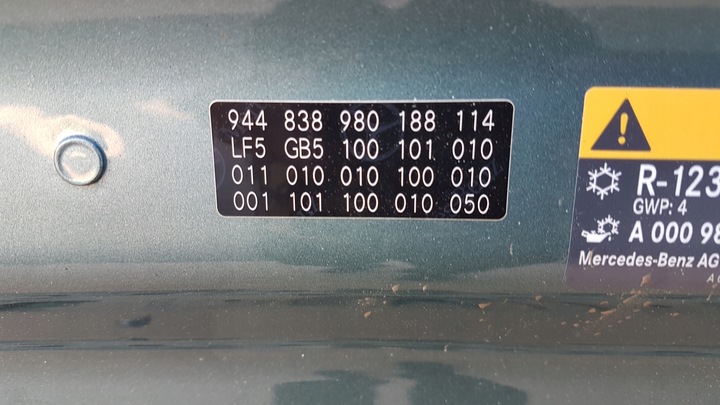 944 838 980 188 114
LF5 GB5 100 101 010
011 010 010 100 010
001 101 100 010 050
R-123
GWP: 4
A 000 98
Mercedes-Benz AG